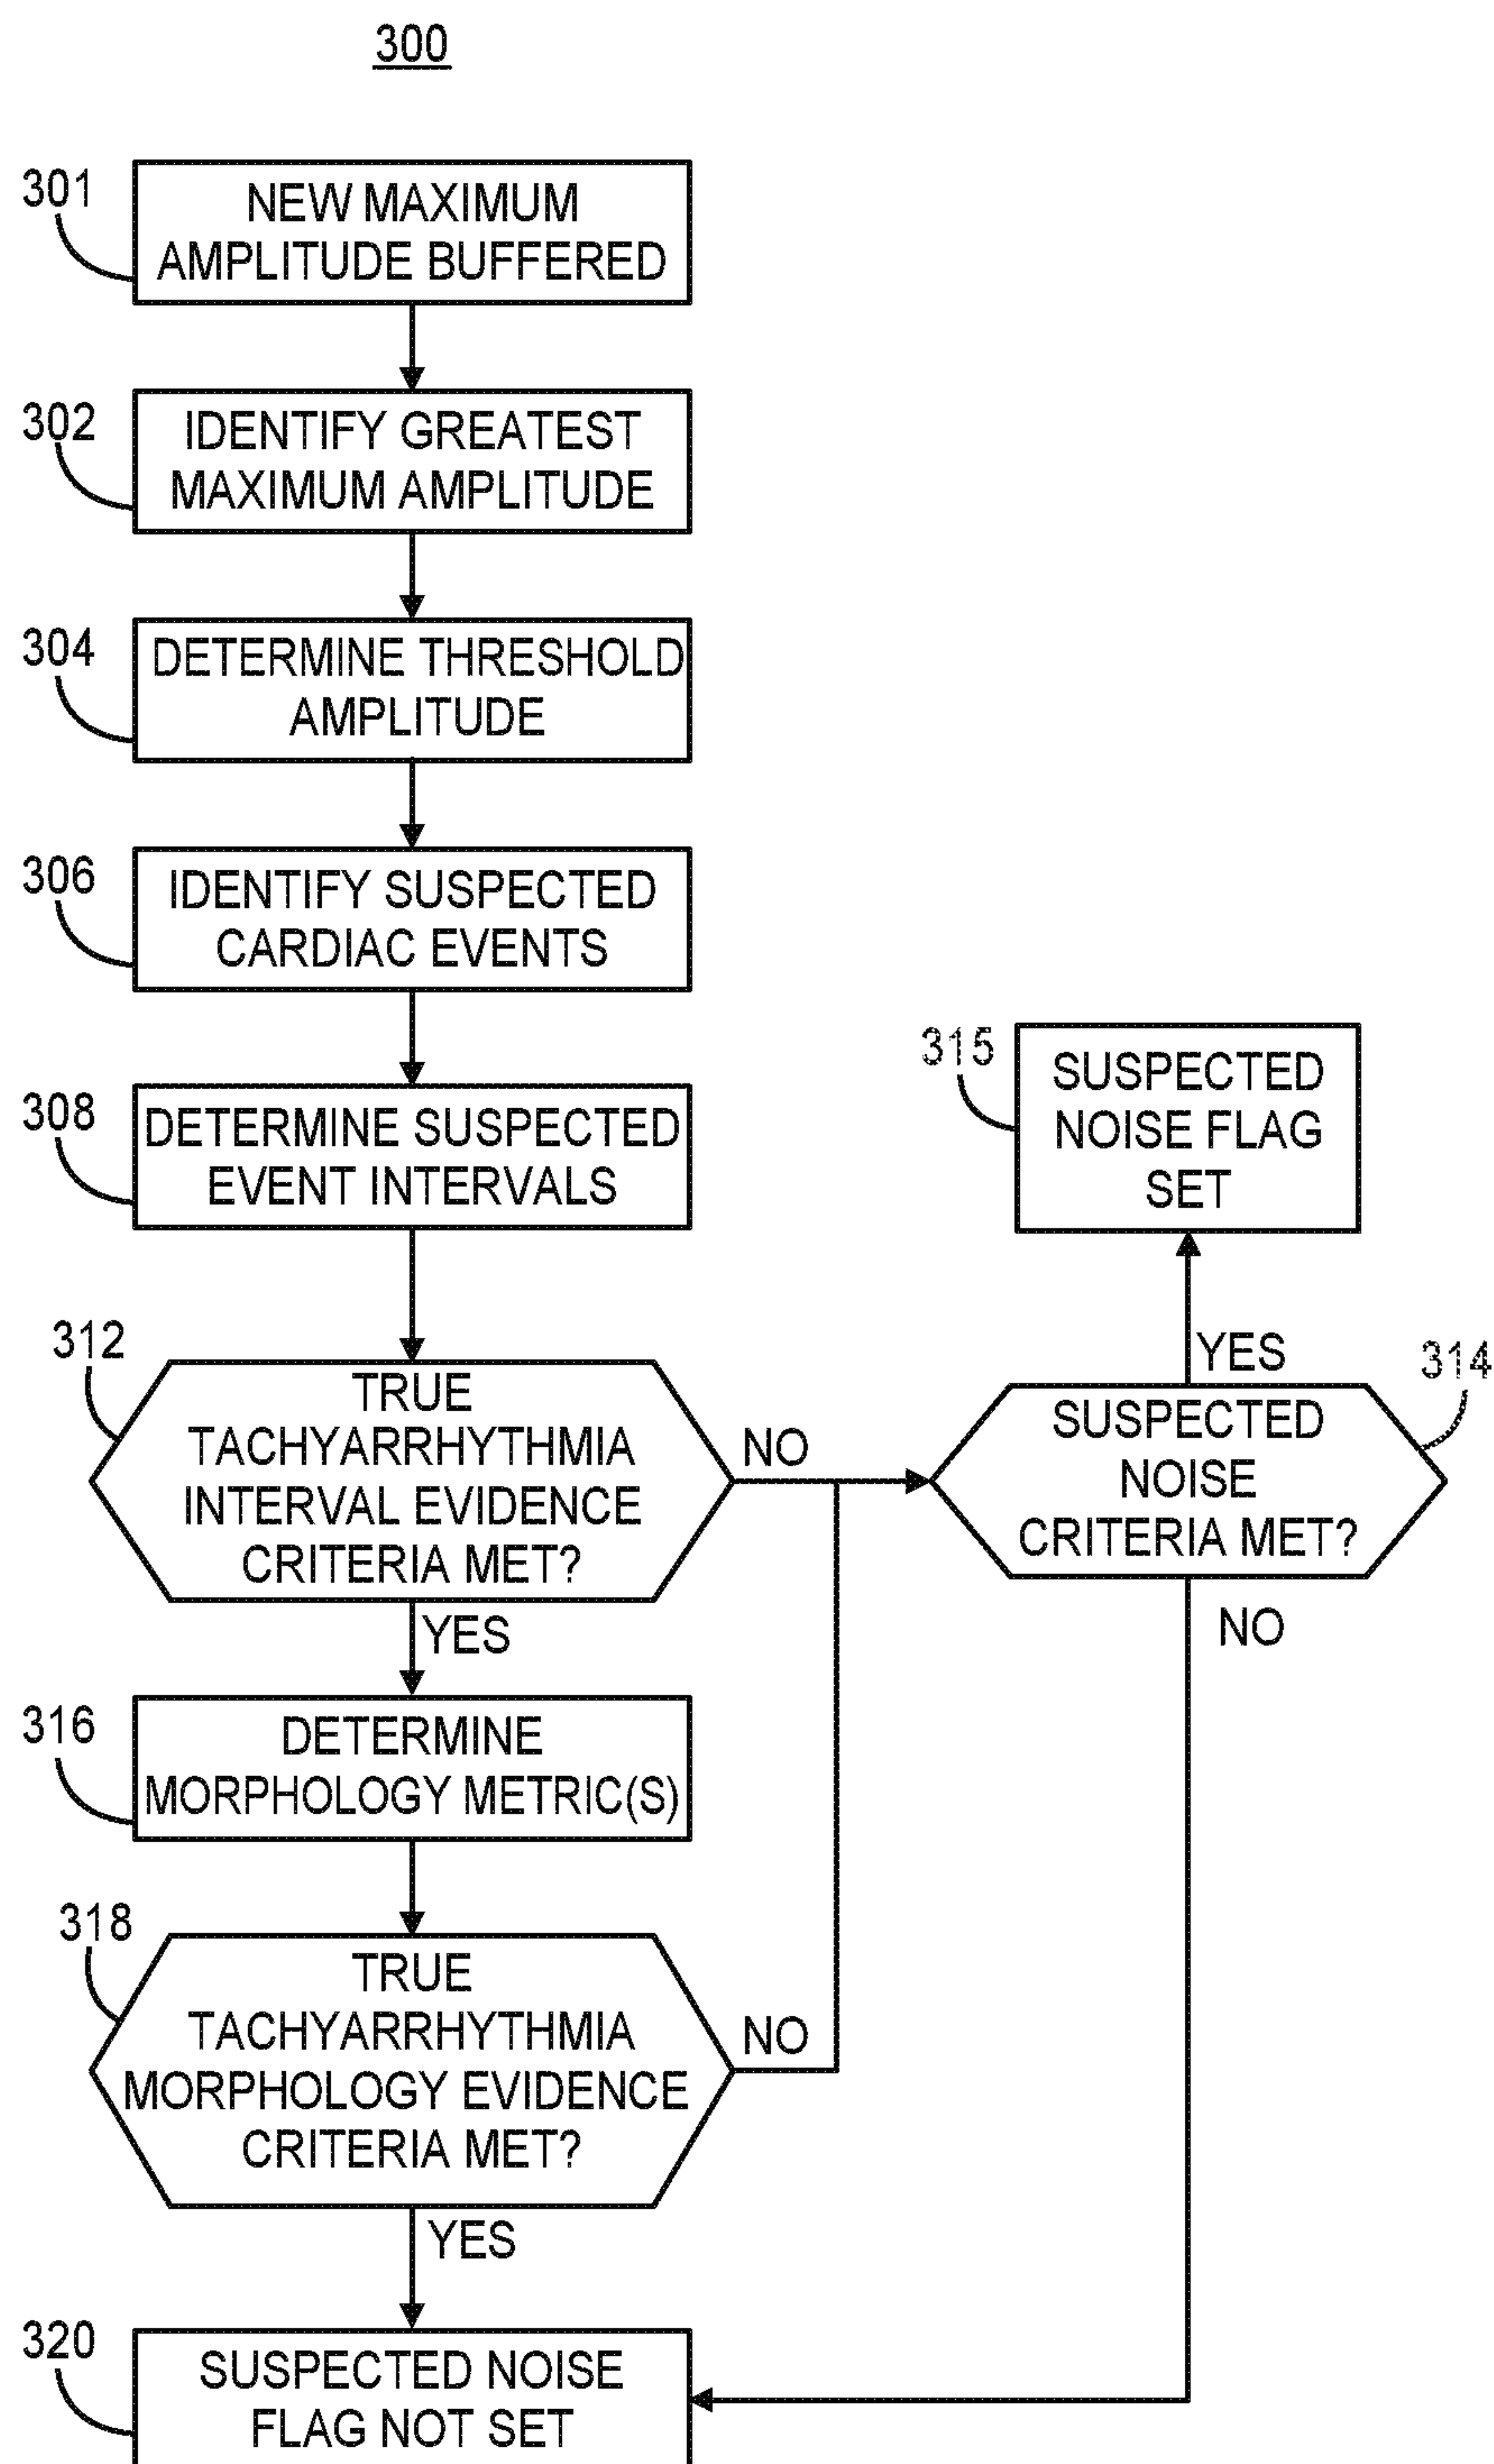 300
301
NEW MAXIMUM
AMPLITUDE BUFFERED
302
IDENTIFY GREATEST
MAXIMUM AMPLITUDE
304
DETERMINE THRESHOLD
AMPLITUDE
306
IDENTIFY SUSPECTED
CARDIAC EVENTS
308
DETERMINE SUSPECTED
EVENT INTERVALS
315
SUSPECTED
NOISE FLAG
SET
312
TRUE
TACHYARRHYTHMIA
INTERVAL EVIDENCE
CRITERIA MET?
NO
YES
314
SUSPECTED
NOISE
CRITERIA MET?
YES
NO
316
DETERMINE
MORPHOLOGY METRIC(S)
318
TRUE
TACHYARRHYTHMIA
MORPHOLOGY EVIDENCE
CRITERIA MET?
NO
YES
320
SUSPECTED NOISE
FLAG NOT SET